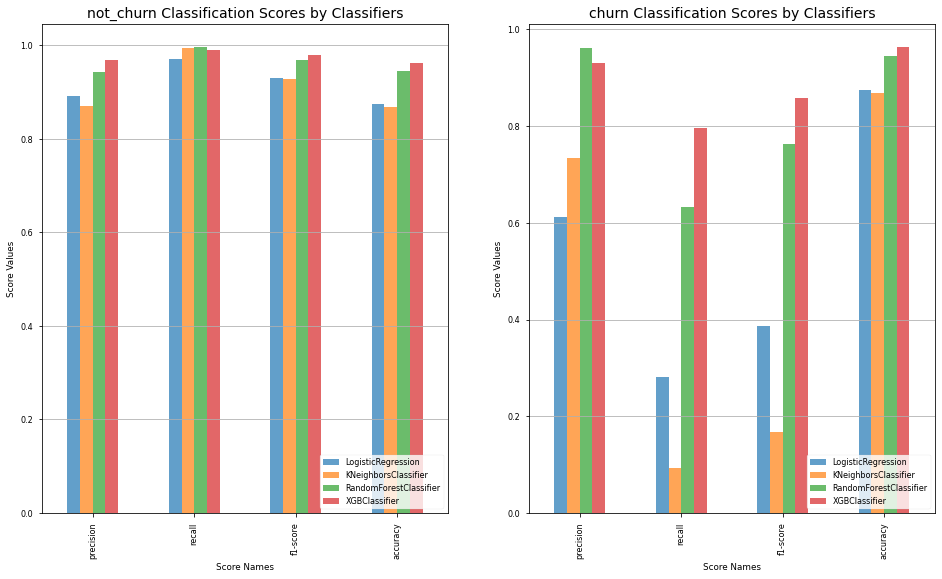 not_churn Classification Scores by Classifiers
1.0
0.8
0.6
0.4
0.2
0.0
Score Values
precision
recall
f1-score
accuracy
Score Names
LogisticRegression
KNeighborsClassifier
RandomForestClassifier
XGBClassifier
churn Classification Scores by Classifiers
1.0
0.8
0.6
0.4
0.2
0.0
Score Values
precision
recall
f1-score
accuracy
Score Names
LogisticRegression
KNeighborsClassifier
RandomForestClassifier
XGBClassifier